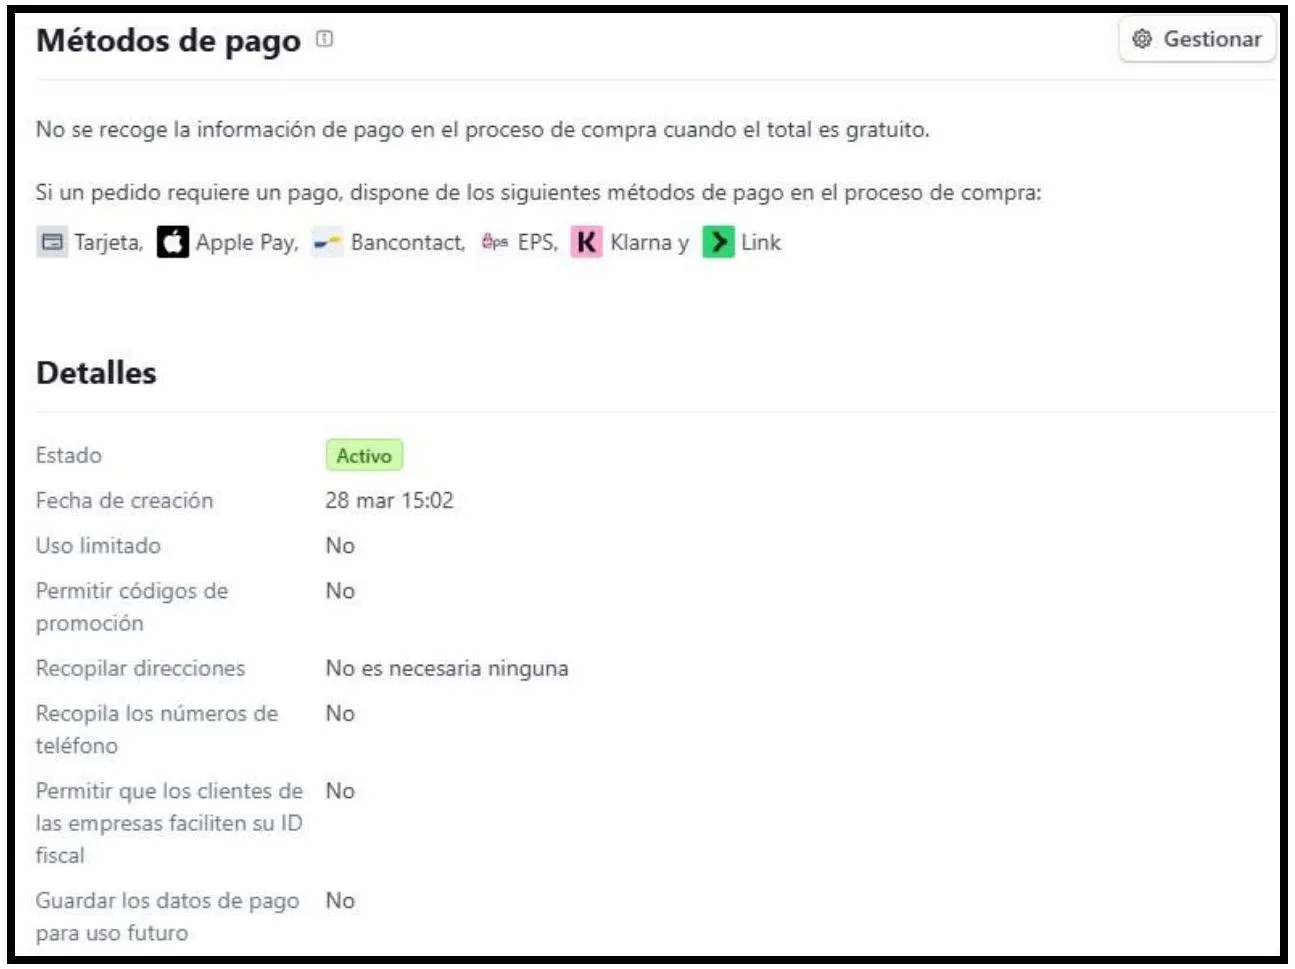 Métodos de pago
Gestionar
No se recoge la información de pago en el proceso de compra cuando el total es gratuito.
Si un pedido requiere un pago, dispone de los siguientes métodos de pago en el proceso de compra:
Tarjeta, Apple Pay, Bancontact, eps EPS, K Klarna y Link
Detalles
Estado Activo
Fecha de creación 28 mar 15:02
Uso limitado No
Permitir códigos de No
promoción
Recopilar direcciones No es necesaria ninguna
Recopila los números de No
teléfono
Permitir que los clientes de No
las empresas faciliten su ID
fiscal
Guardar los datos de pago No
para uso futuro